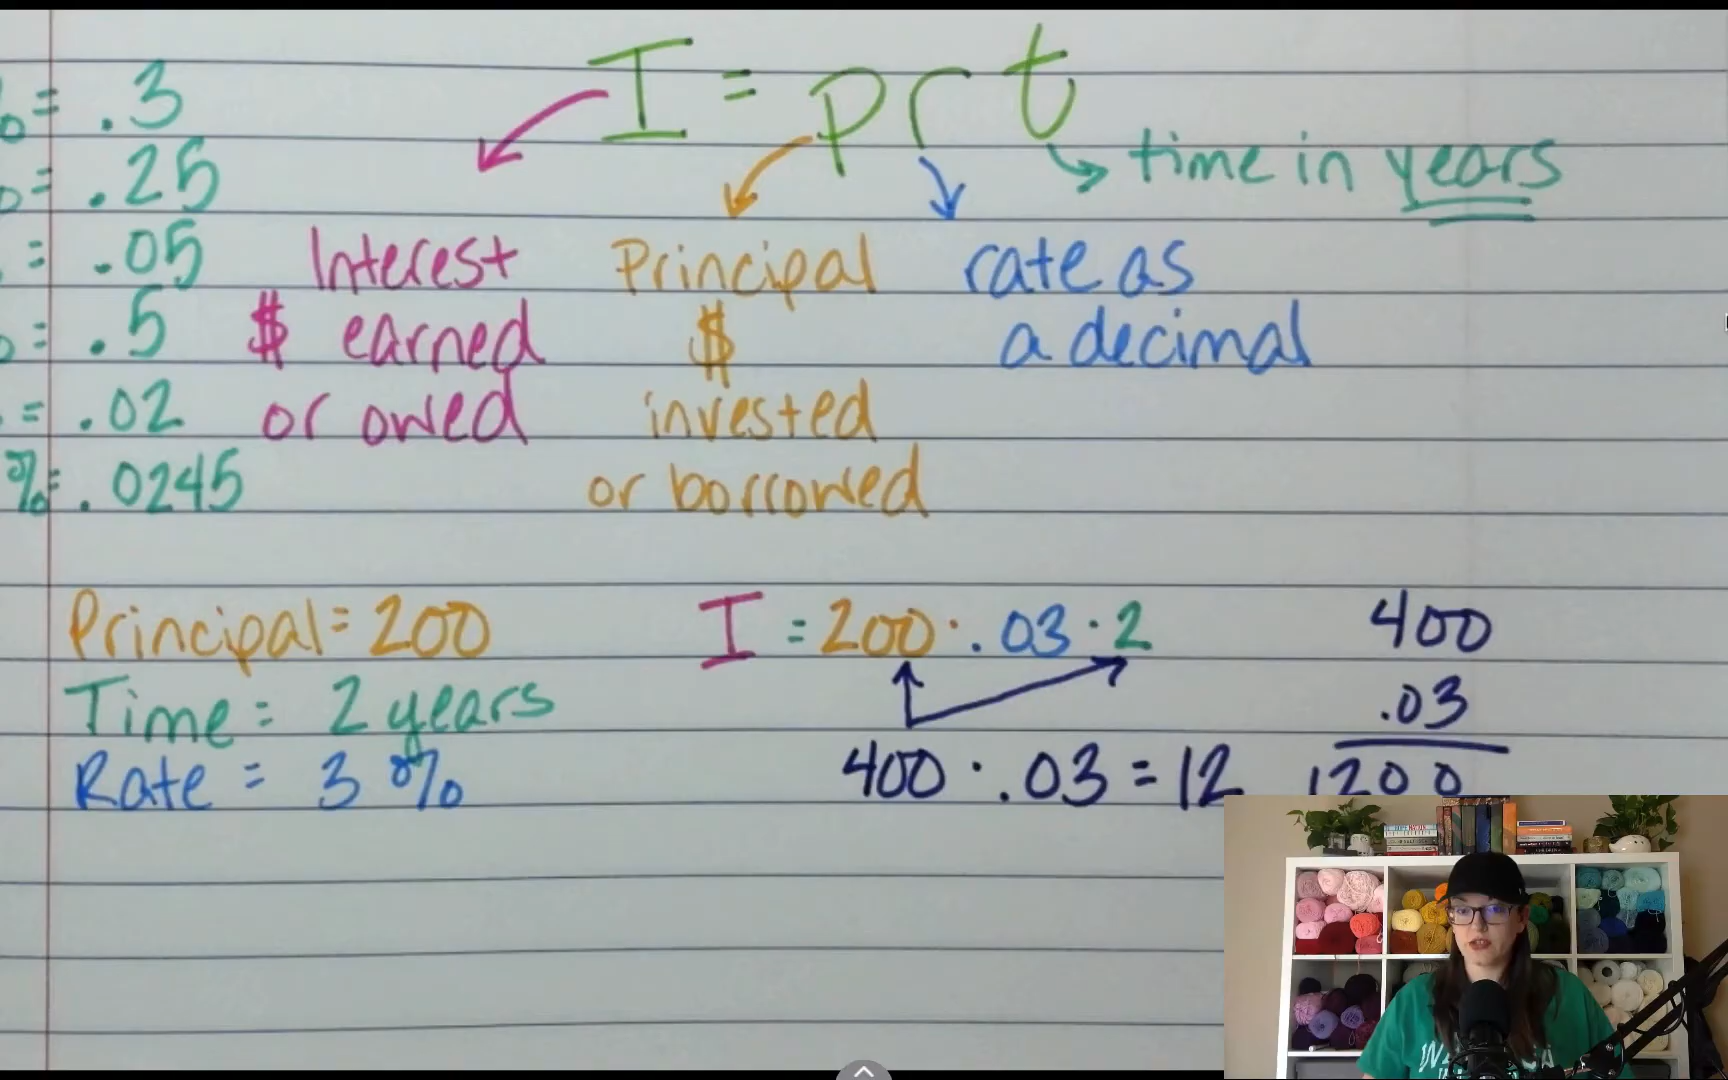 I = prt
% = .3
= .25
= .05
= .5
= .02
% = .0245
Interest
$ earned
or owed
Principal
$
invested
or borrowed
rate as
a decimal
time in years
Principal = 200
Time = 2 years
Rate = 3 %
I = 200 · .03 · 2
400 · .03 = 12
400
.03
1200